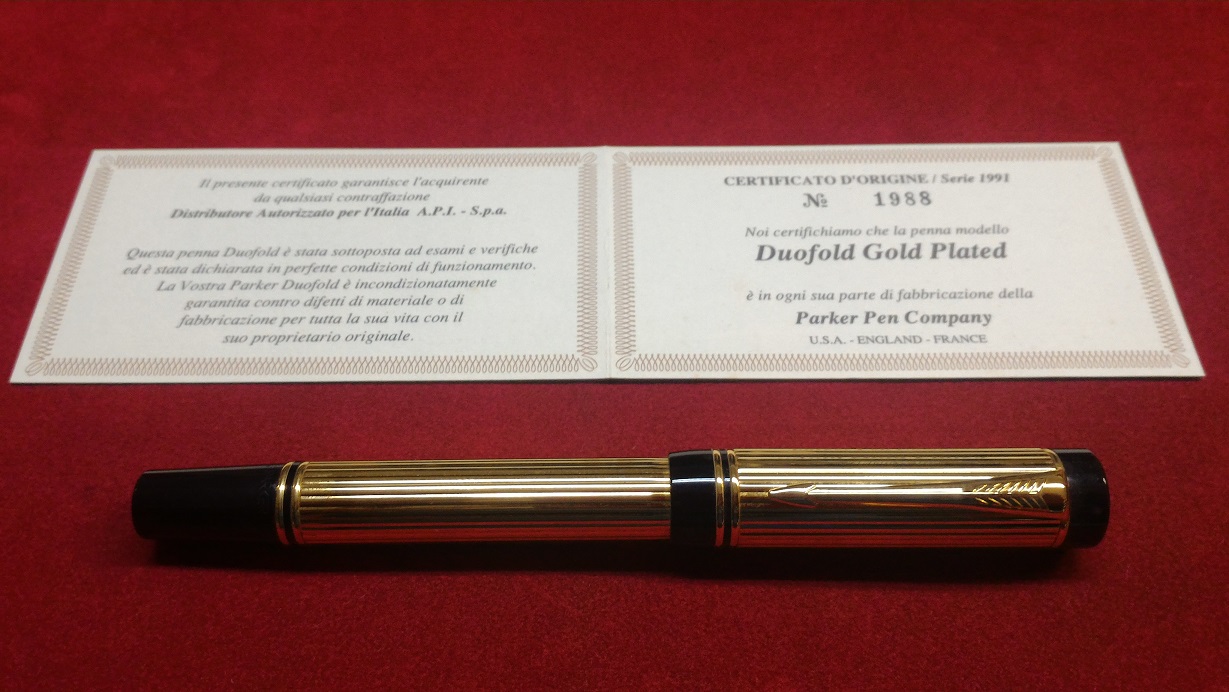 Il presente certificato garantisce l'acquirente
da qualsiasi contraffazione
Distributore Autorizzato per l'Italia A.P.I. - S.p.a.
Questa penna Duofold è stata sottoposta ad esami e verifiche
ed è stata dichiarata in perfette condizioni di funzionamento.
La Vostra Parker Duofold è incondizionatamente
garantita contro difetti di materiale o di
fabbricazione per tutta la sua vita con il
suo proprietario originale.
CERTIFICATO D'ORIGINE / Serie 1991
№ 1988
Noi certifichiamo che la penna modello
Duofold Gold Plated
è in ogni sua parte di fabbricazione della
Parker Pen Company
U.S.A. - ENGLAND - FRANCE